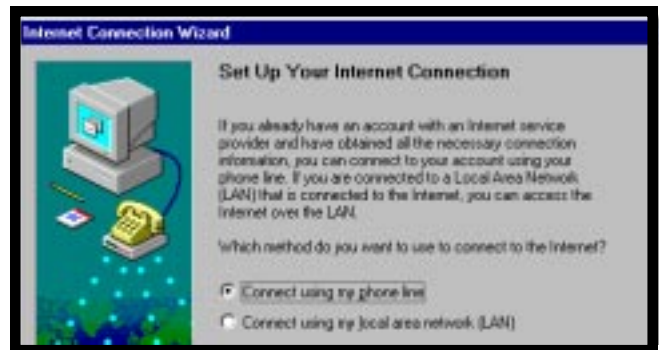 Internet Connection Wizard
Set Up Your Internet Connection
If you already have an account with an Internet service
provider and have obtained all the necessary connection
information, you can connect to your account using your
phone line. If you are connected to a Local Area Network
(LAN) that is connected to the Internet, you can access the
Internet over the LAN.
Which method do you want to use to connect to the Internet?
Connect using my phone line
Connect using my local area network (LAN)